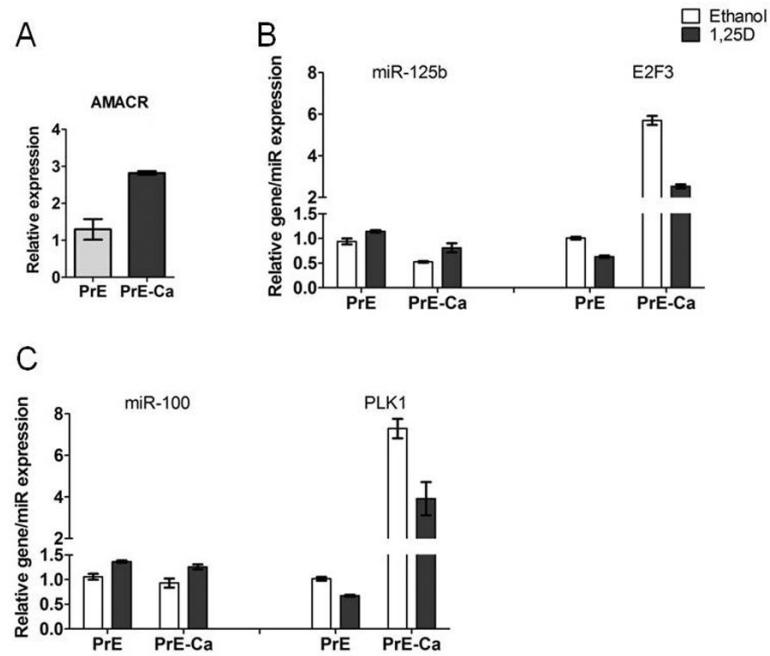 A
AMACR
Relative expression
4
3
2
1
0
PrE PrE-Ca
B
Ethanol
1,25D
miR-125b E2F3
Relative gene/miR expression
8
6
4
2
1.5
1.0
0.5
0.0
PrE PrE-Ca PrE PrE-Ca
C
miR-100 PLK1
Relative gene/miR expression
8
6
4
2
1.5
1.0
0.5
0.0
PrE PrE-Ca PrE PrE-Ca